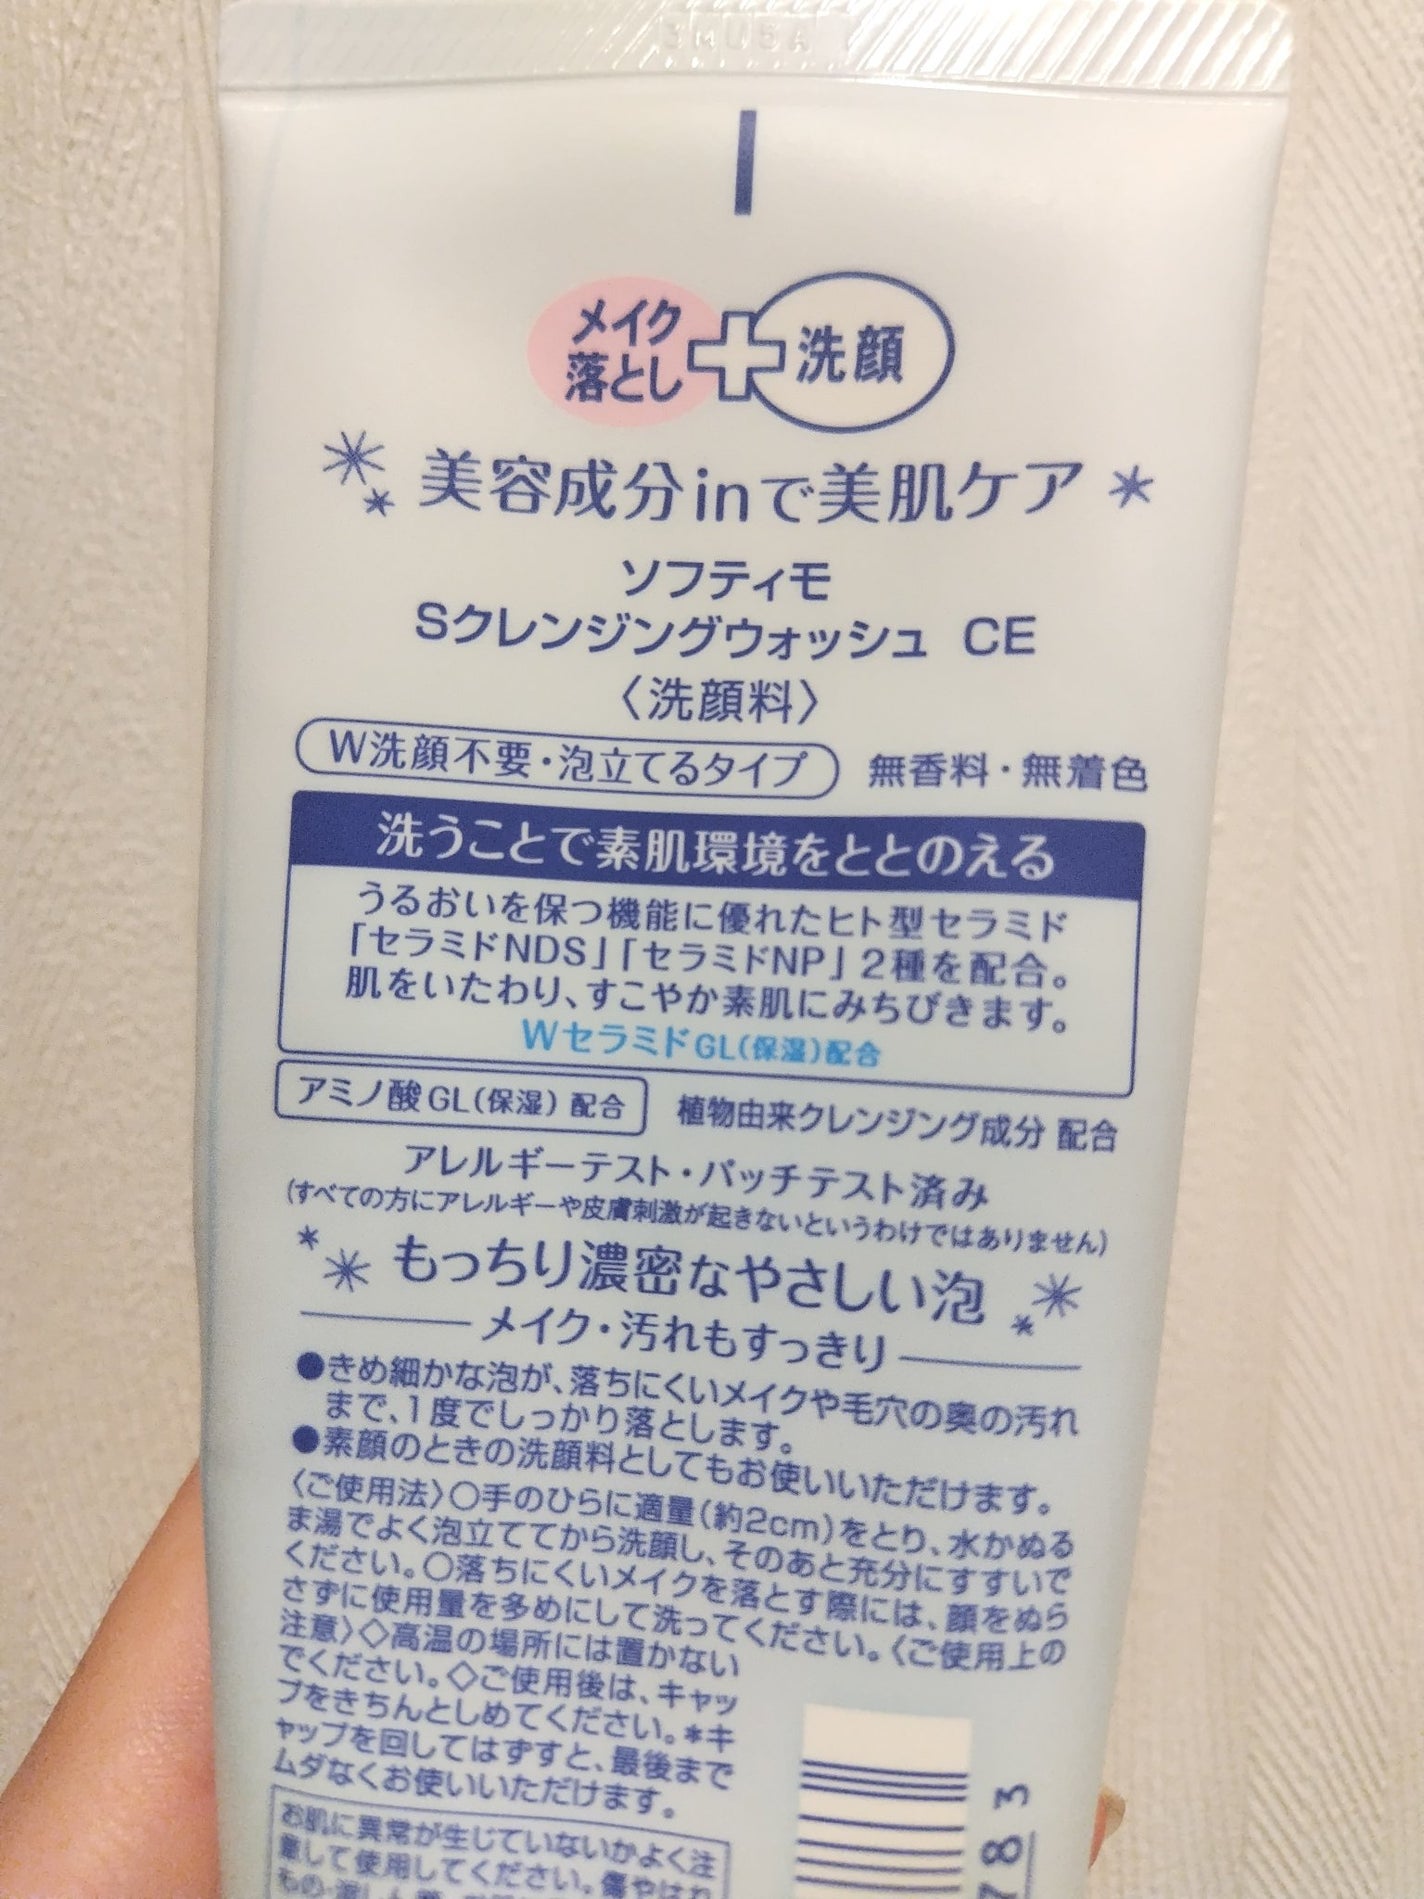 3MU5A
メイク
落とし
洗顔
美容成分inで美肌ケア
ソフティモ
Sクレンジングウォッシュ CE
〈洗顔料〉
W洗顔不要・泡立てるタイプ 無香料・無着色
洗うことで素肌環境をととのえる
うるおいを保つ機能に優れたヒト型セラミド
「セラミドNDS」「セラミドNP」2種を配合。
肌をいたわり、すこやか素肌にみちびきます。
WセラミドGL(保湿)配合
アミノ酸GL(保湿) 配合 植物由来クレンジング成分 配合
アレルギーテスト・パッチテスト済み
(すべての方にアレルギーや皮膚刺激が起きないというわけではありません)
もっちり濃密なやさしい泡
メイク・汚れもすっきり
●きめ細かな泡が、落ちにくいメイクや毛穴の奥の汚れ
まで、1度でしっかり落とします。
●素顔のときの洗顔料としてもお使いいただけます。
〈ご使用法〉○手のひらに適量(約2cm)をとり、水かぬる
ま湯でよく泡立ててから洗顔し、そのあと充分にすすいで
ください。○落ちにくいメイクを落とす際には、顔をぬら
さずに使用量を多めにして洗ってください。〈ご使用上の
注意〉◇高温の場所には置かない
でください。◇ご使用後は、キャッ
プをきちんとしめてください。*キ
ャップを回してはずすと、最後まで
ムダなくお使いいただけます。
お肌に異常が生じていないかよく注
意して使用してください。傷やはれ
783